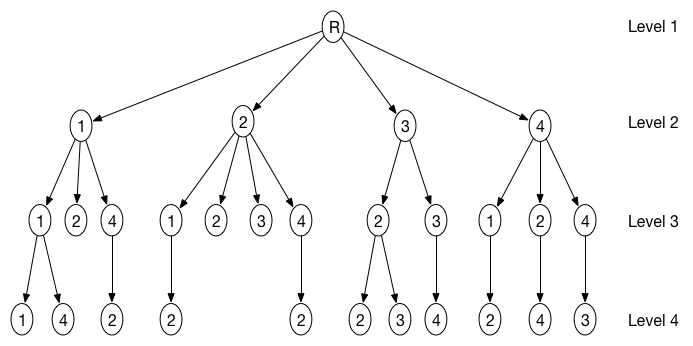 R Level 1
1 2 3 4 Level 2
1 2 4 1 2 3 4 2 3 1 2 4 Level 3
1 4 2 2 2 2 3 4 2 4 3 Level 4